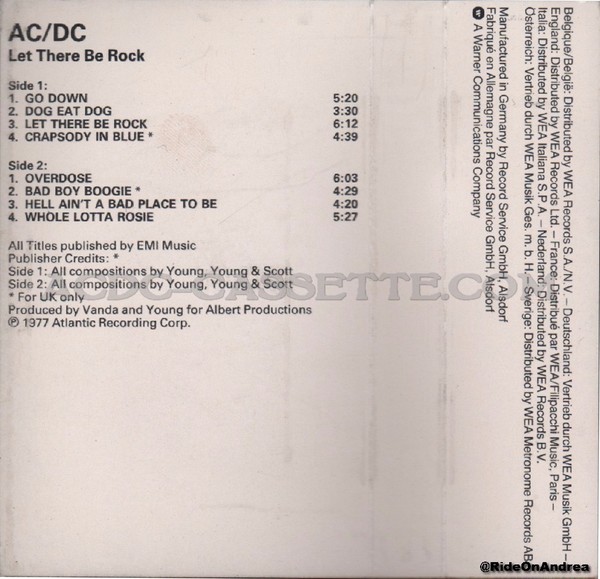 AC/DC
Let There Be Rock
Side 1:
1. GO DOWN 5:20
2. DOG EAT DOG 3:30
3. LET THERE BE ROCK 6:12
4. CRAPSODY IN BLUE * 4:39
Side 2:
1. OVERDOSE 6:03
2. BAD BOY BOOGIE * 4:29
3. HELL AIN'T A BAD PLACE TO BE 4:20
4. WHOLE LOTTA ROSIE 5:27
All Titles published by EMI Music
Publisher Credits: *
Side 1: All compositions by Young, Young & Scott
Side 2: All compositions by Young, Young & Scott
* For UK only
Produced by Vanda and Young for Albert Productions
℗ 1977 Atlantic Recording Corp.
Belgique/België: Distributed by WEA Records S.A./N.V. – Deutschland: Vertrieb durch WEA Musik GmbH –
England: Distributed by WEA Records Ltd. – France: Distribué par WEA/Filipacchi Music, Paris –
Italia: Distributed by WEA Italiana S.P.A. – Nederland: Distributed by WEA Records B.V.
Österreich: Vertrieb durch WEA Musik Ges. m. b. H. – Sverige: Distributed by WEA Metronome Records AB
Manufactured in Germany by Record Service GmbH, Alsdorf
Fabriqué en Allemagne par Record Service GmbH, Alsdorf
A Warner Communications Company
@RideOnAndrea